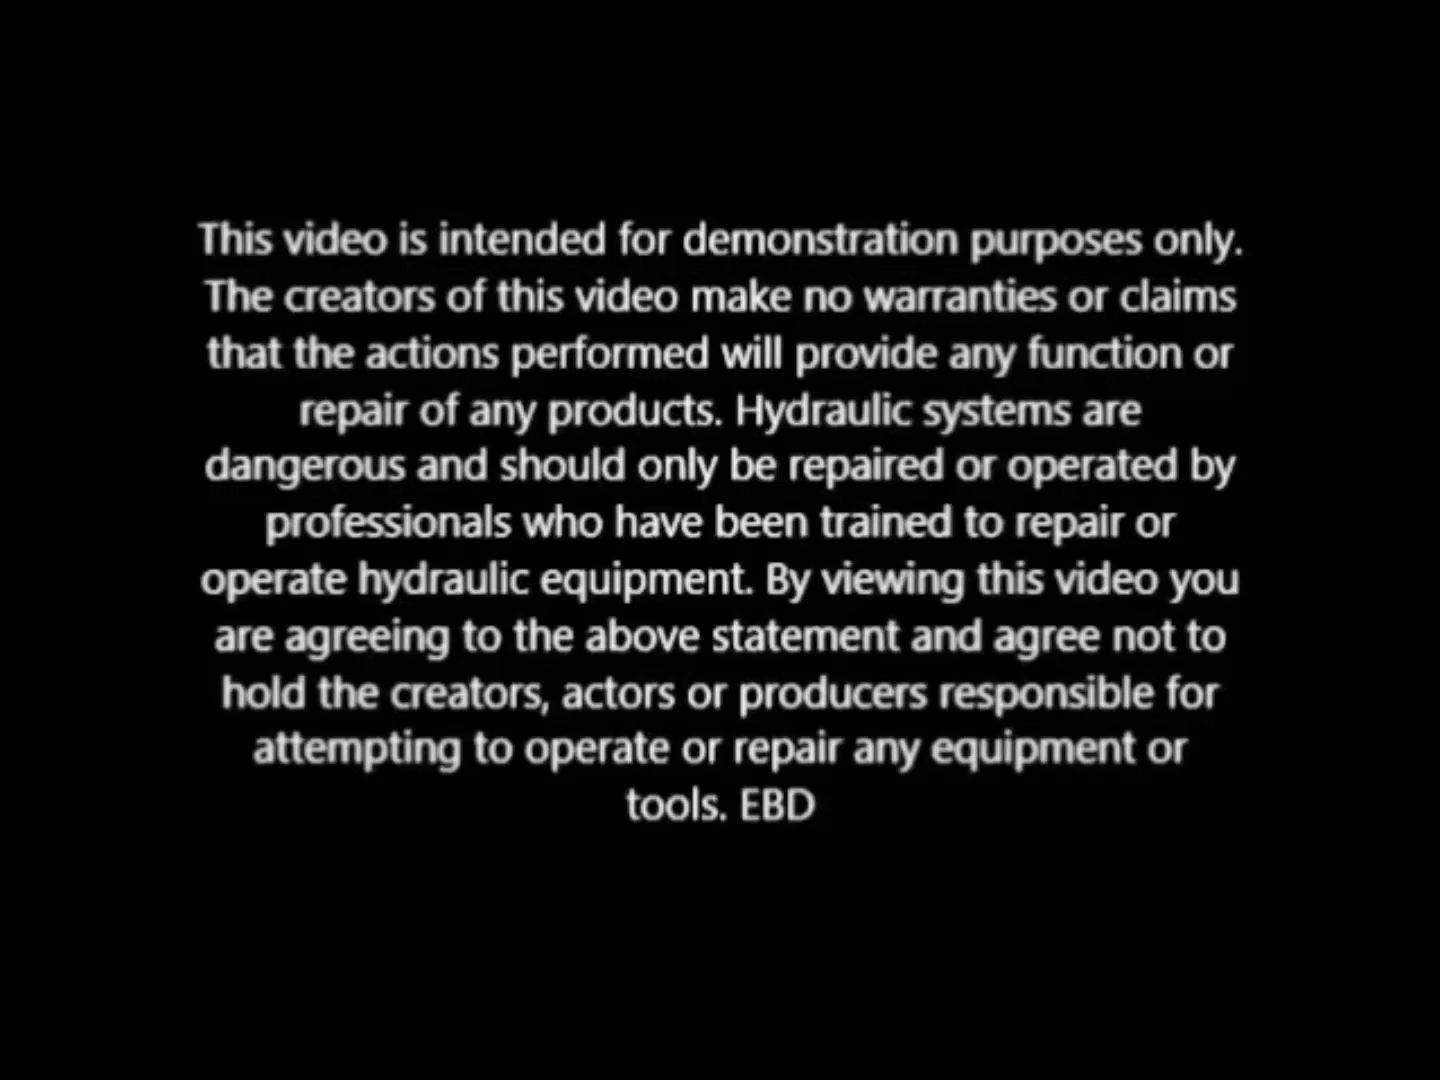 This video is intended for demonstration purposes only.
The creators of this video make no warranties or claims
that the actions performed will provide any function or
repair of any products. Hydraulic systems are
dangerous and should only be repaired or operated by
professionals who have been trained to repair or
operate hydraulic equipment. By viewing this video you
are agreeing to the above statement and agree not to
hold the creators, actors or producers responsible for
attempting to operate or repair any equipment or
tools. EBD